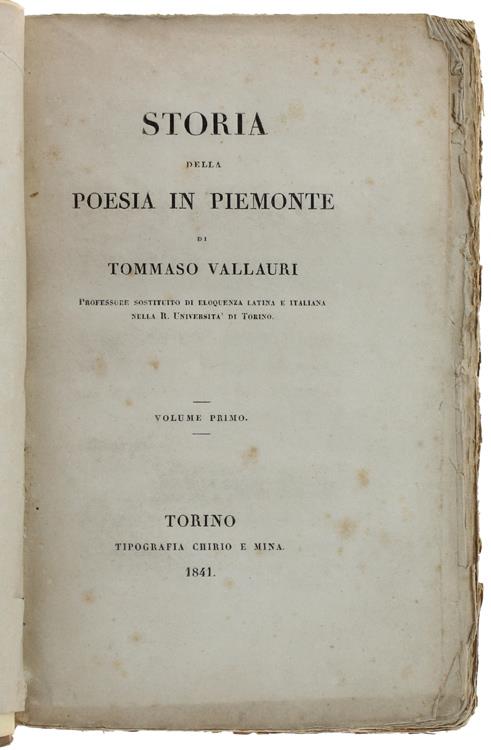 STORIA
DELLA
POESIA IN PIEMONTE
DI
TOMMASO VALLAURI
PROFESSORE SOSTITUITO DI ELOQUENZA LATINA E ITALIANA
NELLA R. UNIVERSITA' DI TORINO.
VOLUME PRIMO.
TORINO
TIPOGRAFIA CHIRIO E MINA.
1841.